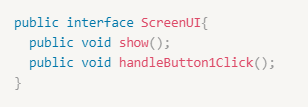 public interface ScreenUI{
  public void show();
  public void handleButton1Click();
}